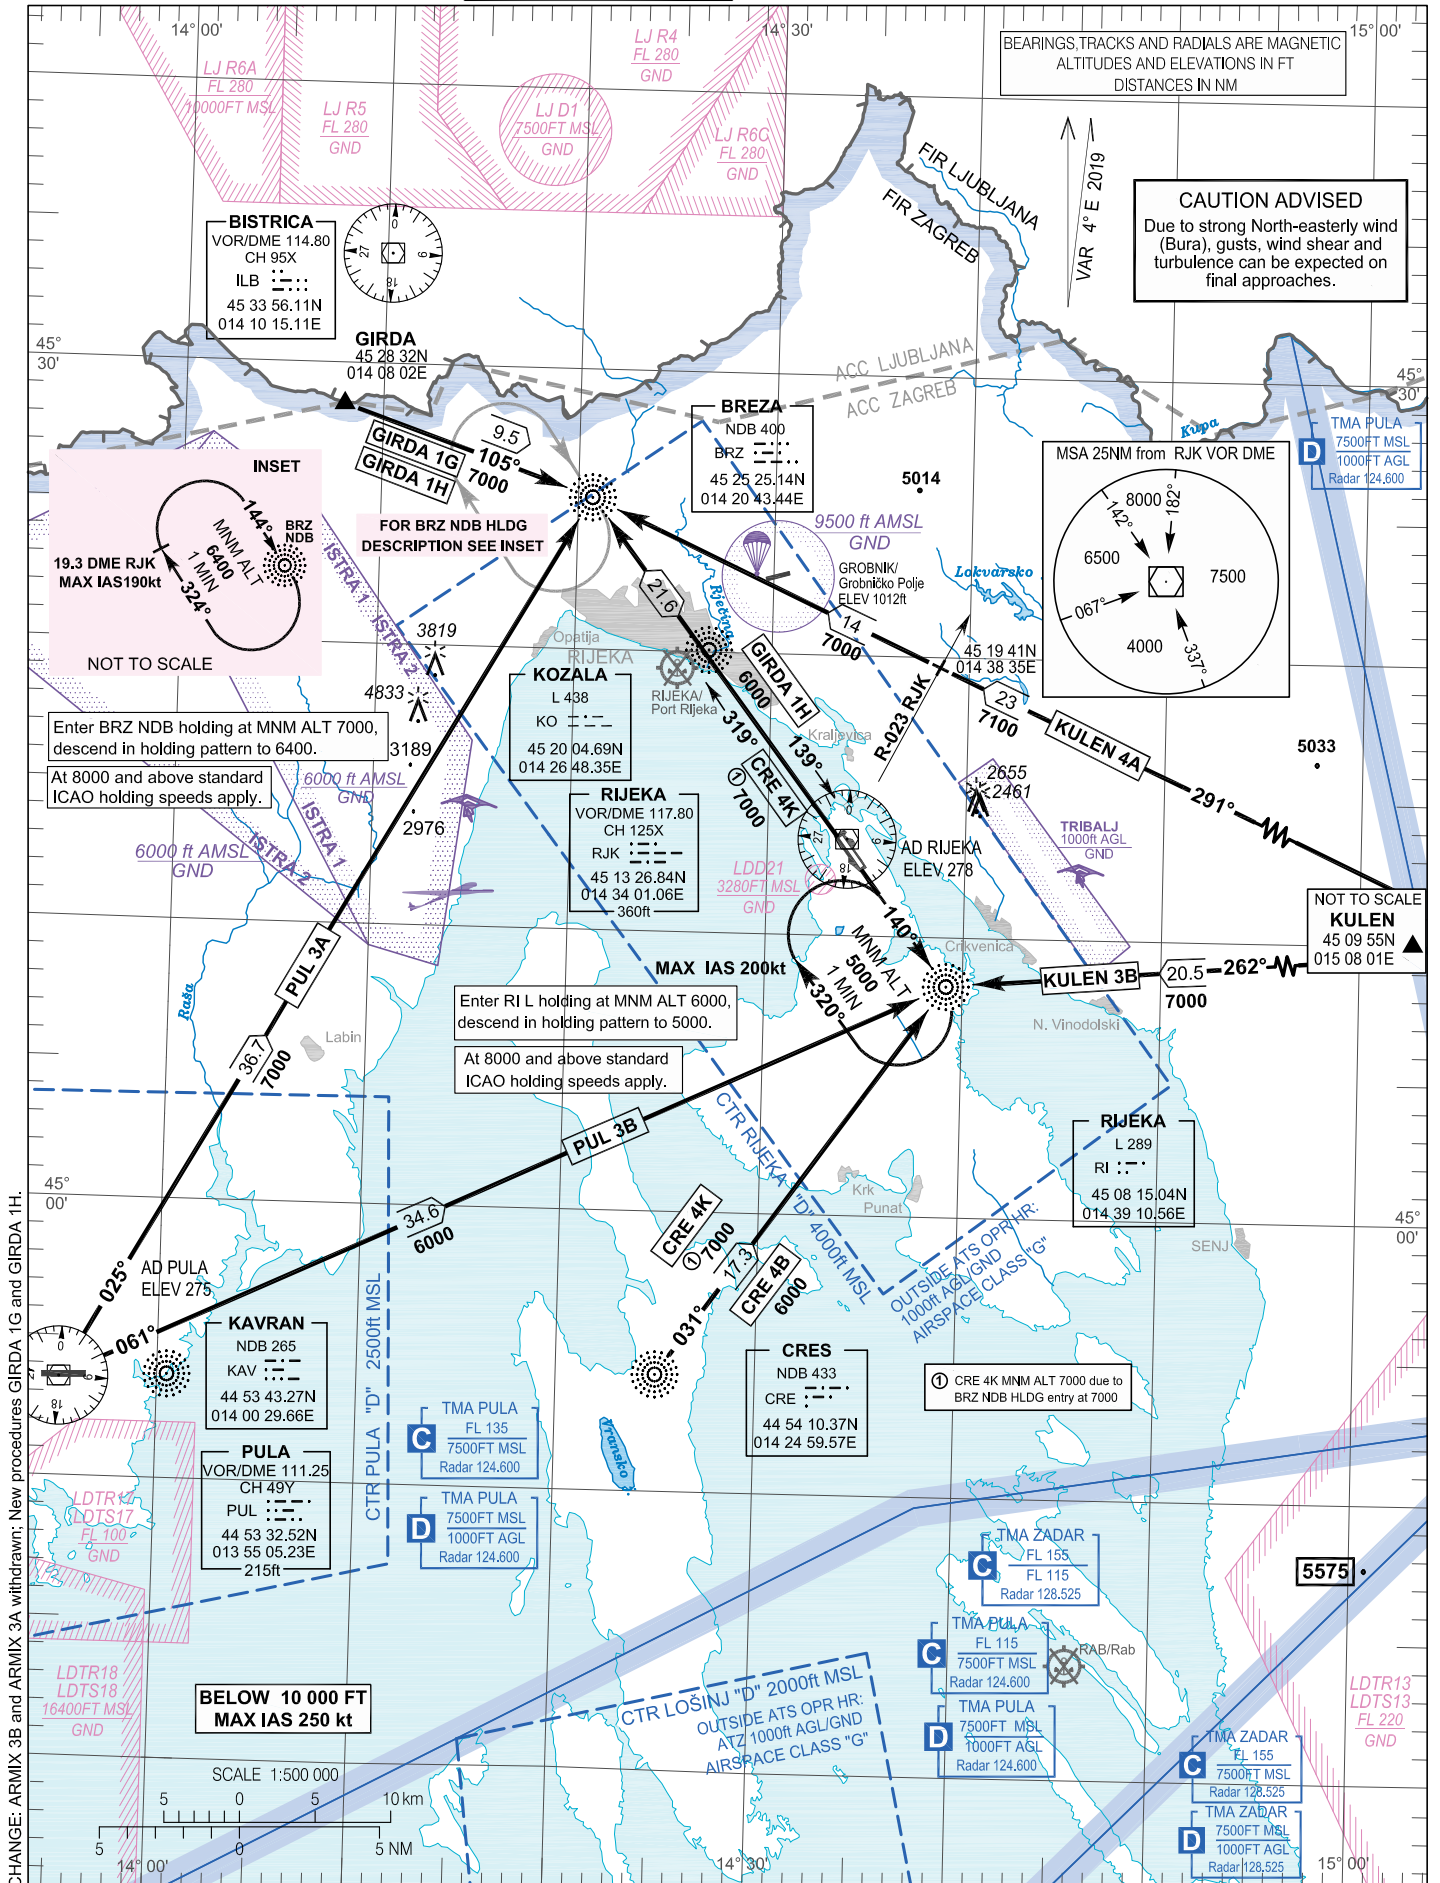 14° 00'
14° 30'
15° 00'
BEARINGS,TRACKS AND RADIALS ARE MAGNETIC
ALTITUDES AND ELEVATIONS IN FT
DISTANCES IN NM
LJ R6A
FL 280
10000FT MSL
LJ R5
FL 280
GND
LJ R4
FL 280
GND
LJ D1
7500FT MSL
GND
LJ R6C
FL 280
GND
FIR LJUBLJANA
FIR ZAGREB
VAR 4° E 2019
CAUTION ADVISED
Due to strong North-easterly wind
(Bura), gusts, wind shear and
turbulence can be expected on
final approaches.
BISTRICA
VOR/DME 114.80
CH 95X
ILB
45 33 56.11N
014 10 15.11E
0
9
18
27
45°
30'
GIRDA
45 28 32N
014 08 02E
ACC LJUBLJANA
ACC ZAGREB
45°
30'
Kupa
TMA PULA
D
7500FT MSL
1000FT AGL
Radar 124.600
BREZA
NDB 400
BRZ
45 25 25.14N
014 20 43.44E
GIRDA 1G
GIRDA 1H
9.5
105°
7000
5014
MSA 25NM from RJK VOR DME
8000
142°
182°
6500
7500
067°
4000
337°
INSET
144°
MNM ALT
6400
1 MIN
324°
BRZ
NDB
19.3 DME RJK
MAX IAS190kt
NOT TO SCALE
FOR BRZ NDB HLDG
DESCRIPTION SEE INSET
9500 ft AMSL
GND
GROBNIK/
Grobničko Polje
ELEV 1012ft
Lokvarsko
ISTRA 1
ISTRA 2
3819
4833
3189
2976
Enter BRZ NDB holding at MNM ALT 7000,
descend in holding pattern to 6400.
At 8000 and above standard
ICAO holding speeds apply.
6000 ft AMSL
GND
6000 ft AMSL
GND
ISTRA 1
ISTRA 2
Opatija
RIJEKA
Rječina
21.6
RIJEKA/
Port Rijeka
KOZALA
L 438
KO
45 20 04.69N
014 26 48.35E
GIRDA 1H
6000
319°
139°
CRE 4K
① 7000
Kraljevica
14
7000
45 19 41N
014 38 35E
R-023 RJK
23
7100
KULEN 4A
291°
5033
RIJEKA
VOR/DME 117.80
CH 125X
RJK
45 13 26.84N
014 34 01.06E
360ft
0
9
18
27
AD RIJEKA
ELEV 278
LDD21
3280FT MSL
GND
2655
2461
TRIBALJ
1000ft AGL
GND
NOT TO SCALE
KULEN
45 09 55N
015 08 01E
PUL 3A
Raša
Labin
36.7
7000
MAX IAS 200kt
140°
MNM ALT
5000
1 MIN
320°
Crikvenica
KULEN 3B
20.5
262°
7000
N. Vinodolski
Enter RI L holding at MNM ALT 6000,
descend in holding pattern to 5000.
At 8000 and above standard
ICAO holding speeds apply.
CTR RIJEKA "D" 4000ft MSL
PUL 3B
34.6
6000
RIJEKA
L 289
RI
45 08 15.04N
014 39 10.56E
Krk
Punat
SENJ
45°
00'
45°
00'
CRE 4K
① 7000
17.3
CRE 4B
6000
031°
OUTSIDE ATS OPR HR:
1000ft AGL/GND
AIRSPACE CLASS "G"
025°
AD PULA
ELEV 275
061°
0
9
18
27
KAVRAN
NDB 265
KAV
44 53 43.27N
014 00 29.66E
CTR PULA "D" 2500ft MSL
CRES
NDB 433
CRE
44 54 10.37N
014 24 59.57E
① CRE 4K MNM ALT 7000 due to
BRZ NDB HLDG entry at 7000
PULA
VOR/DME 111.25
CH 49Y
PUL
44 53 32.52N
013 55 05.23E
215ft
TMA PULA
C
FL 135
7500FT MSL
Radar 124.600
TMA PULA
D
7500FT MSL
1000FT AGL
Radar 124.600
Vransko j.
LDTR17
LDTS17
FL 100
GND
TMA ZADAR
C
FL 155
FL 115
Radar 128.525
5575
TMA PULA
C
FL 115
7500FT MSL
Radar 124.600
RAB/Rab
TMA PULA
D
7500FT MSL
1000FT AGL
Radar 124.600
LDTR18
LDTS18
16400FT MSL
GND
BELOW 10 000 FT
MAX IAS 250 kt
CTR LOŠINJ "D" 2000ft MSL
OUTSIDE ATS OPR HR:
ATZ 1000ft AGL/GND
AIRSPACE CLASS "G"
LDTR13
LDTS13
FL 220
GND
TMA ZADAR
C
FL 155
7500FT MSL
Radar 128.525
TMA ZADAR
D
7500FT MSL
1000FT AGL
Radar 128.525
SCALE 1:500 000
5 0 5 10 km
5 0 5 NM
14° 00'
14° 30'
15° 00'
CHANGE: ARMIX 3B and ARMIX 3A withdrawn; New procedures GIRDA 1G and GIRDA 1H.